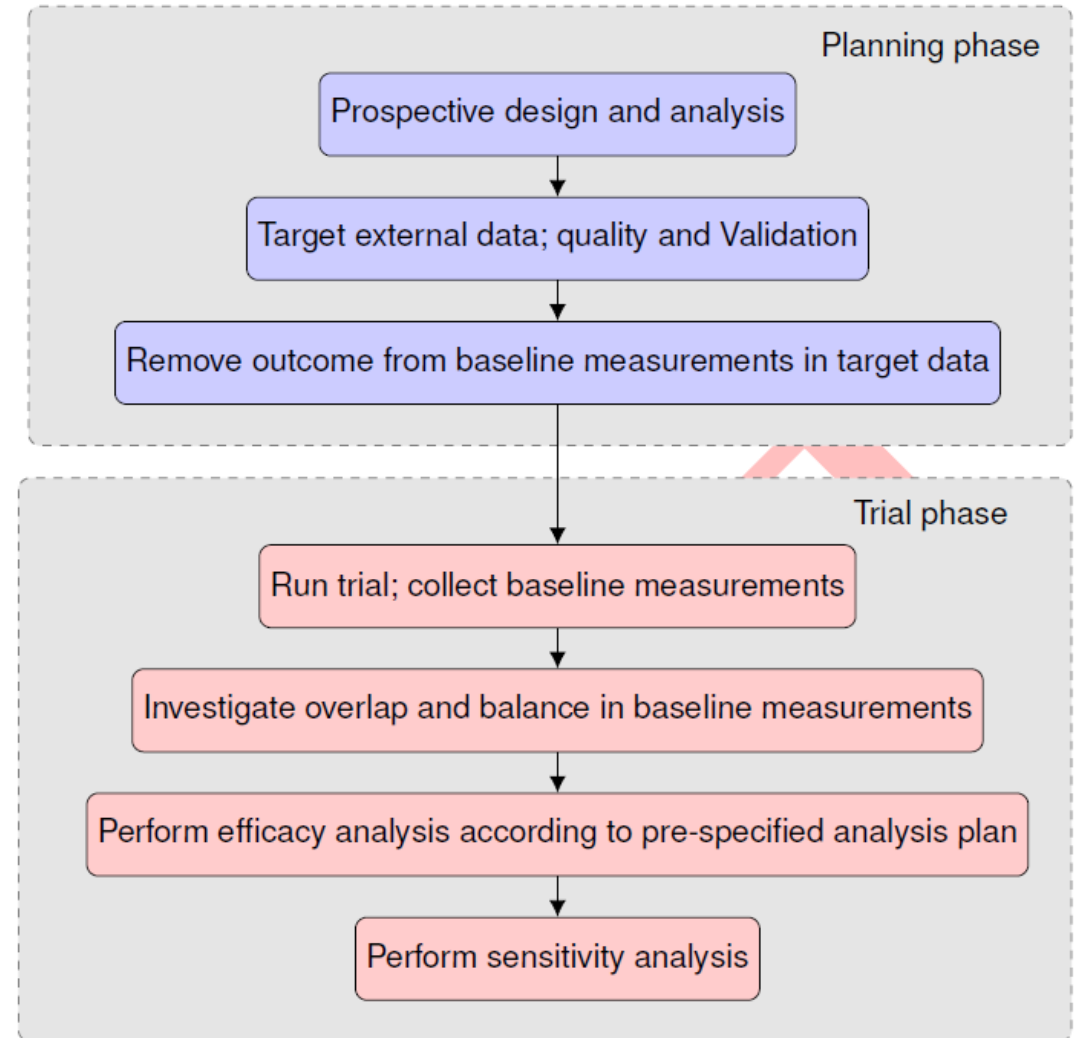 Planning phase
Prospective design and analysis
Target external data; quality and Validation
Remove outcome from baseline measurements in target data
Trial phase
Run trial; collect baseline measurements
Investigate overlap and balance in baseline measurements
Perform efficacy analysis according to pre-specified analysis plan
Perform sensitivity analysis